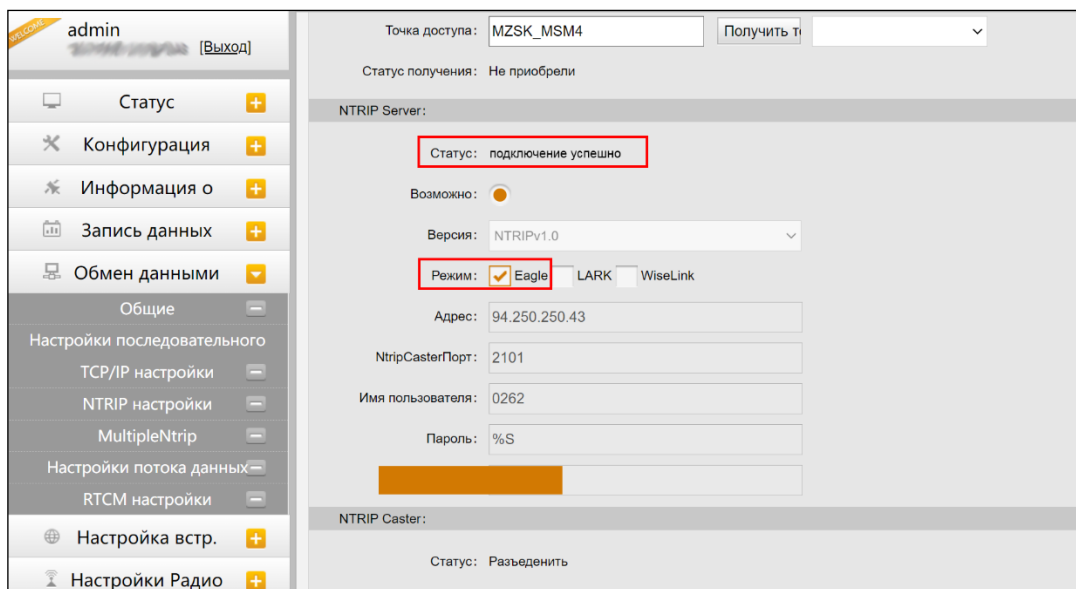 WELCOME
admin
[Выход]
Статус
Конфигурация
Информация о
Запись данных
Обмен данными
Общие
Настройки последовательного
TCP/IP настройки
NTRIP настройки
MultipleNtrip
Настройки потока данных
RTCM настройки
Настройка встр.
Настройки Радио
Точка доступа: MZSK_MSM4 Получить
Статус получения: Не приобрели
NTRIP Server:
Статус: подключение успешно
Возможно:
Версия: NTRIPv1.0
Режим: Eagle LARK WiseLink
Адрес: 94.250.250.43
NtripCasterПорт: 2101
Имя пользователя: 0262
Пароль: %S
NTRIP Caster:
Статус: Разъеденить